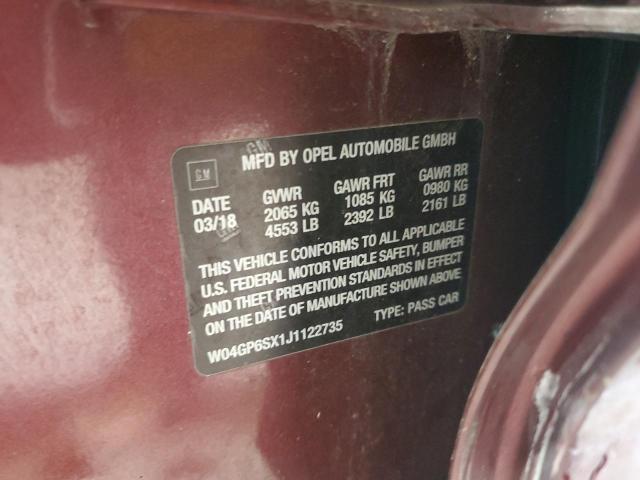 GM
MFD BY OPEL AUTOMOBILE GMBH
DATE GVWR GAWR FRT GAWR RR
03/18 2065 KG 1085 KG 0980 KG
4553 LB 2392 LB 2161 LB
THIS VEHICLE CONFORMS TO ALL APPLICABLE
U.S. FEDERAL MOTOR VEHICLE SAFETY, BUMPER
AND THEFT PREVENTION STANDARDS IN EFFECT
ON THE DATE OF MANUFACTURE SHOWN ABOVE
W04GP6SX1J1122735 TYPE: PASS CAR